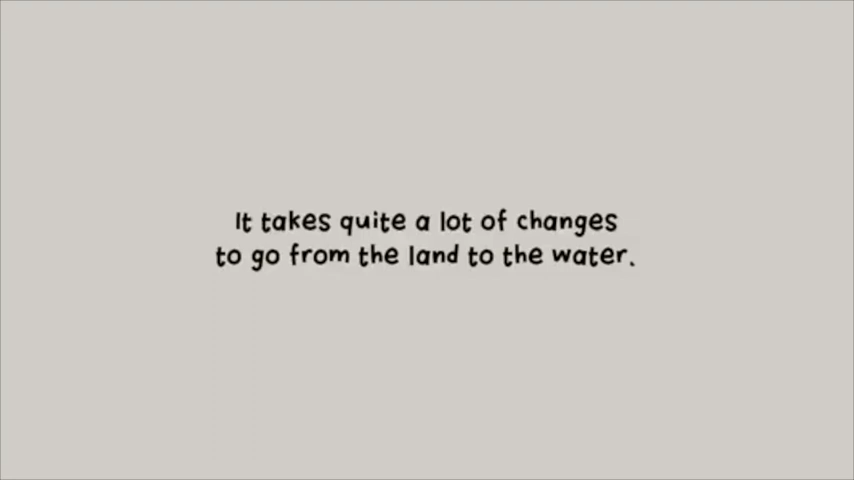 It takes quite a lot of changes
to go from the land to the water.